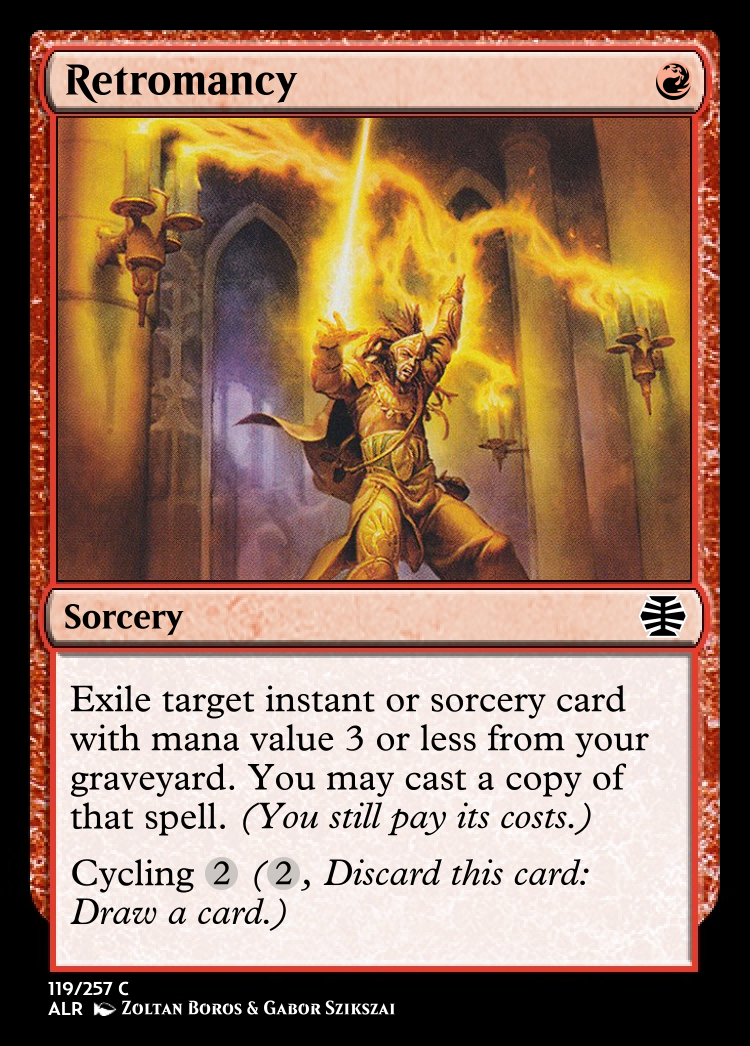 Retromancy
Sorcery
Exile target instant or sorcery card
with mana value 3 or less from your
graveyard. You may cast a copy of
that spell. (You still pay its costs.)
Cycling 2 (2, Discard this card:
Draw a card.)
119/257 C
ALR Zoltan Boros & Gabor Szikszai